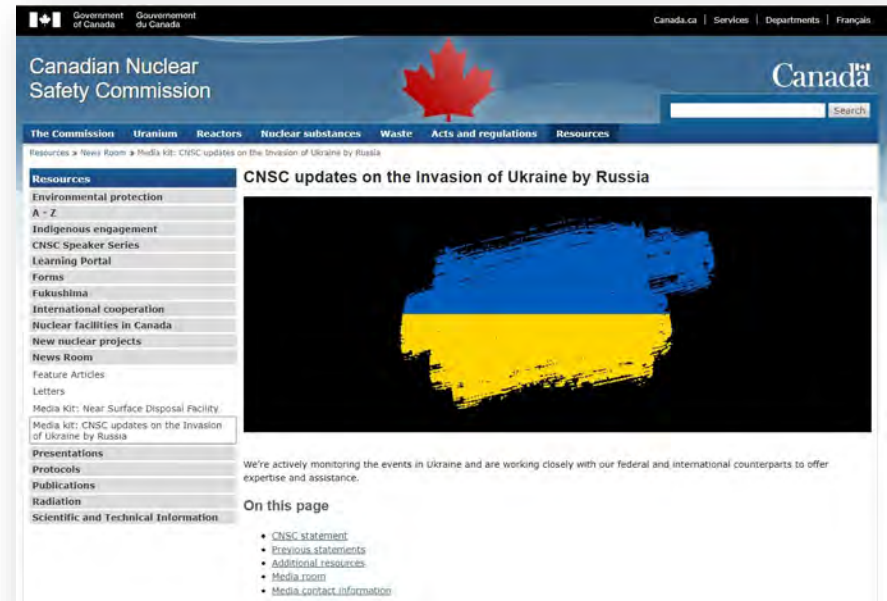 Government of Canada
Gouvernement du Canada
Canada.ca | Services | Departments | Français
Canadian Nuclear
Safety Commission
Canada
Search
The Commission Uranium Reactors Nuclear substances Waste Acts and regulations Resources
Resources > News Room > Media kit: CNSC updates on the Invasion of Ukraine by Russia
Resources
Environmental protection
A - Z
Indigenous engagement
CNSC Speaker Series
Learning Portal
Forms
Fukushima
International cooperation
Nuclear facilities in Canada
New nuclear projects
News Room
Feature Articles
Letters
Media Kit: Near Surface Disposal Facility
Media kit: CNSC updates on the Invasion
of Ukraine by Russia
Presentations
Protocols
Publications
Radiation
Scientific and Technical Information
CNSC updates on the Invasion of Ukraine by Russia
We're actively monitoring the events in Ukraine and are working closely with our federal and international counterparts to offer
expertise and assistance.
On this page
• CNSC statement
• Previous statements
• Additional resources
• Media room
• Media contact information